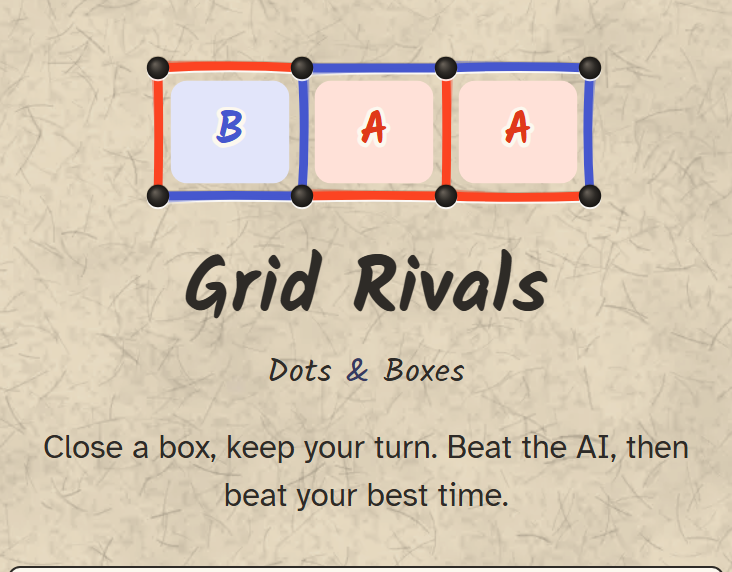 B A A
Grid Rivals
Dots & Boxes
Close a box, keep your turn. Beat the AI, then
beat your best time.